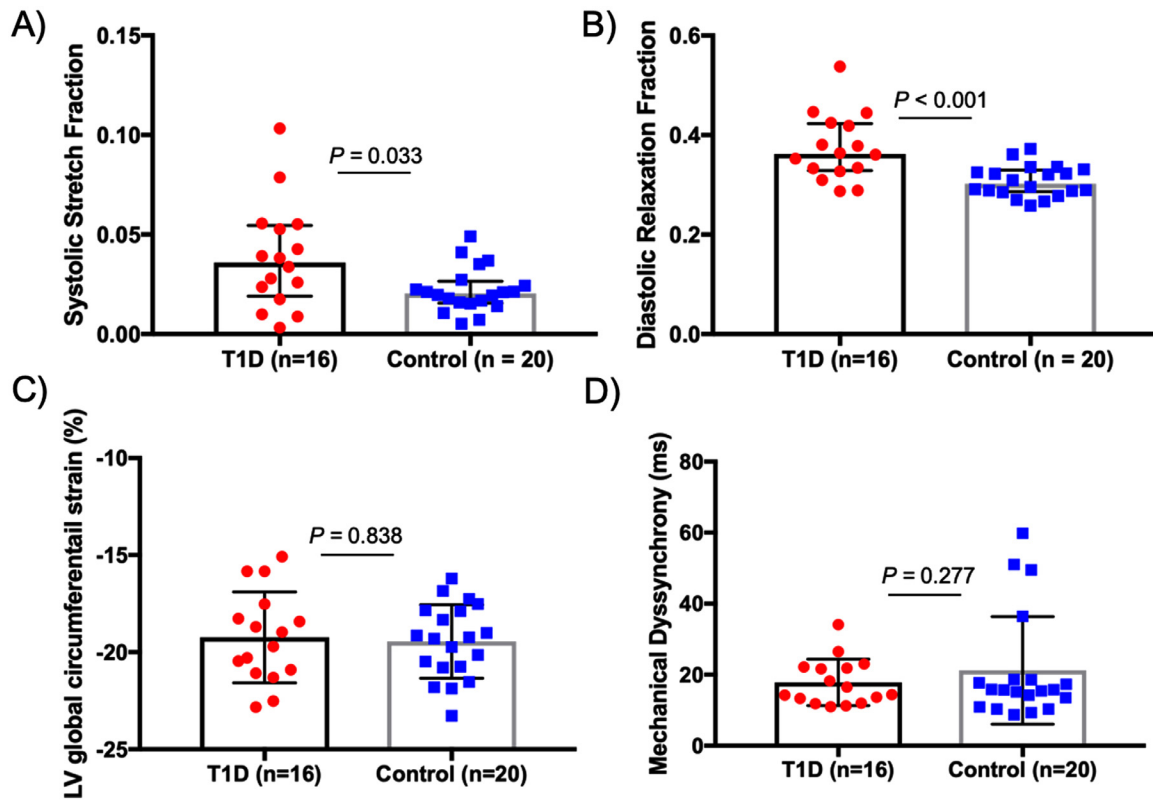 A)
Systolic Stretch Fraction
0.15
0.10
0.05
0.00
P = 0.033
T1D (n=16)
Control (n = 20)
B)
Diastolic Relaxation Fraction
0.6
0.4
0.2
0.0
P < 0.001
T1D (n=16)
Control (n = 20)
C)
LV global circumferentail strain (%)
-10
-15
-20
-25
P = 0.838
T1D (n=16)
Control (n=20)
D)
Mechanical Dyssynchrony (ms)
80
60
40
20
0
P = 0.277
T1D (n=16)
Control (n=20)